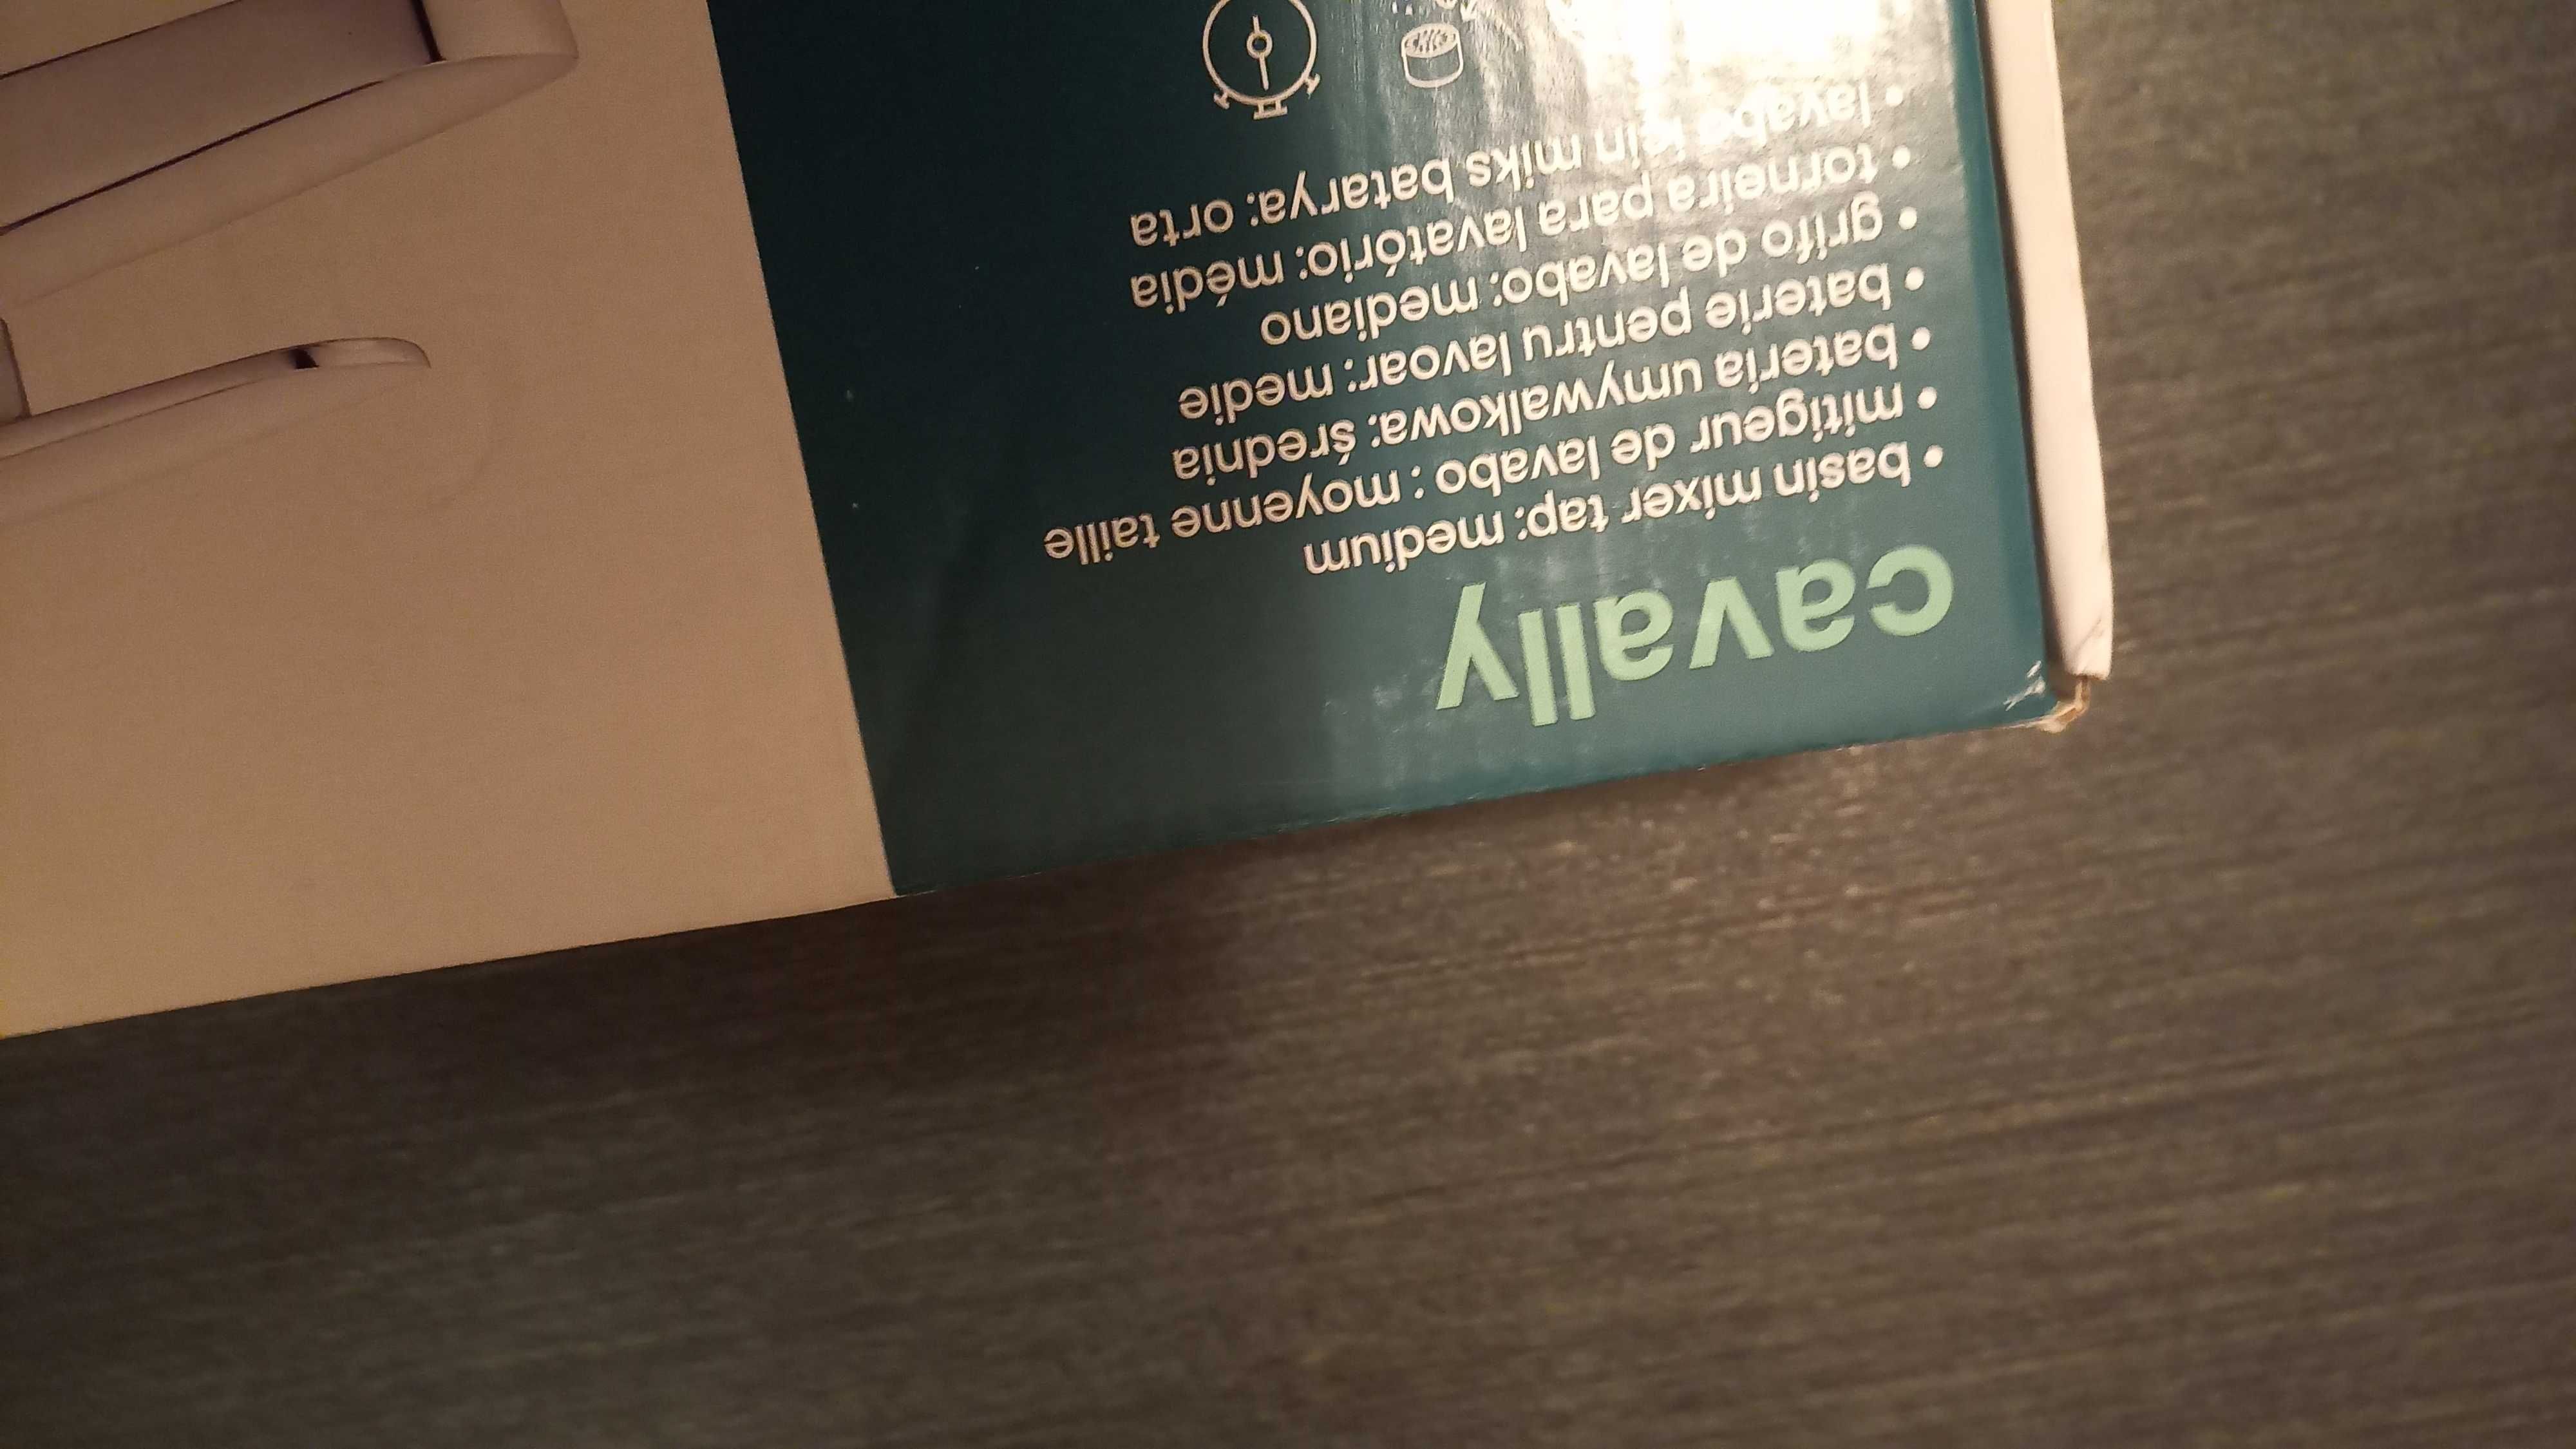 cavally
• basin mixer tap: medium
• mitigeur de lavabo : moyenne taille
• bateria umywalkowa: średnia
• baterie pentru lavoar: medie
• grifo de lavabo: mediano
• torneira para lavatório: média
• lavabo için miks batarya: orta